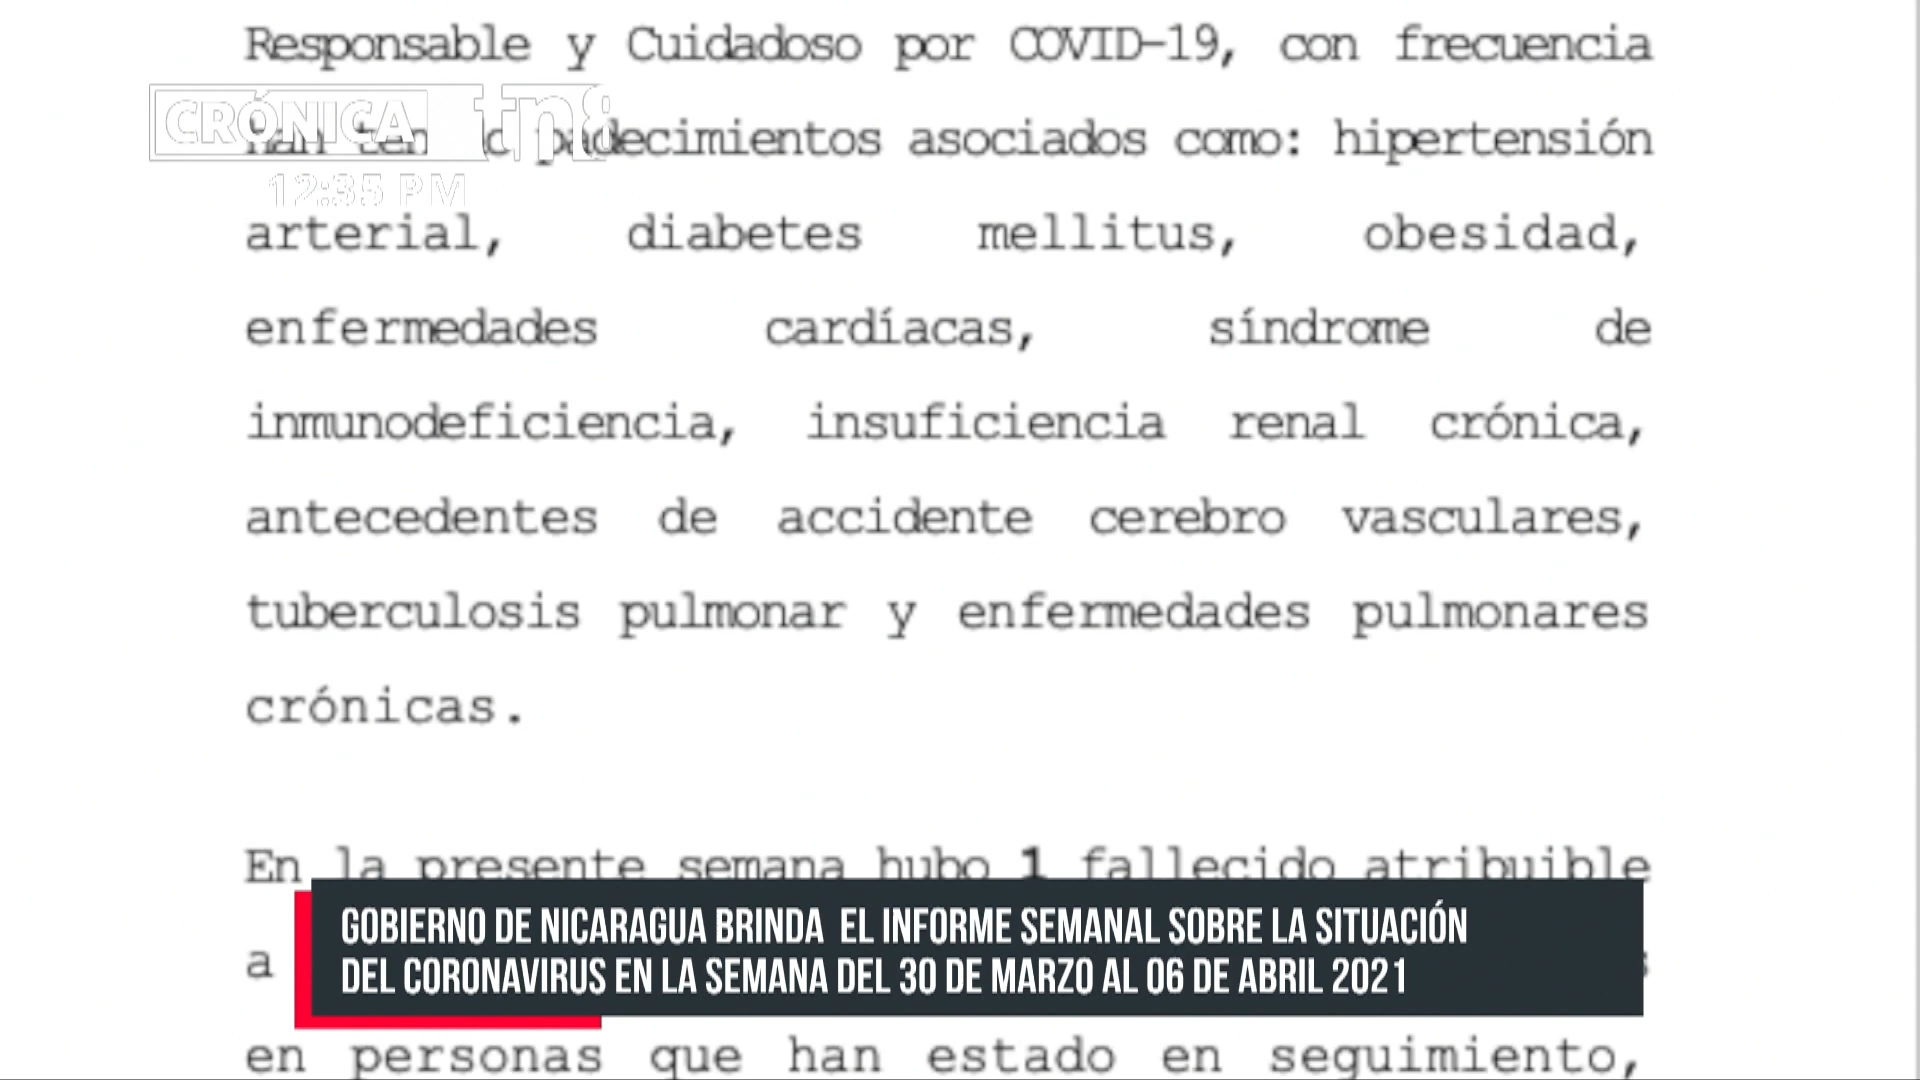 Responsable y Cuidadoso por COVID-19, con frecuencia
CRÓNICA tn8
han padecimientos asociados como: hipertensión
12:35 PM
arterial, diabetes mellitus, obesidad,
enfermedades cardíacas, síndrome de
inmunodeficiencia, insuficiencia renal crónica,
antecedentes de accidente cerebro vasculares,
tuberculosis pulmonar y enfermedades pulmonares
crónicas.
En la presente semana hubo 1 fallecido atribuible
a
GOBIERNO DE NICARAGUA BRINDA EL INFORME SEMANAL SOBRE LA SITUACIÓN
DEL CORONAVIRUS EN LA SEMANA DEL 30 DE MARZO AL 06 DE ABRIL 2021
en personas que han estado en seguimiento,